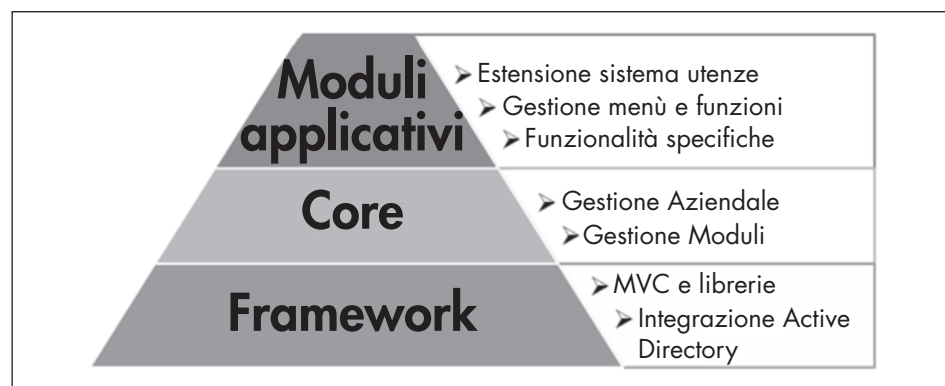 Moduli
applicativi
➢ Estensione sistema utenze
➢ Gestione menù e funzioni
➢ Funzionalità specifiche
Core
➢ Gestione Aziendale
➢ Gestione Moduli
Framework
➢ MVC e librerie
➢ Integrazione Active
Directory